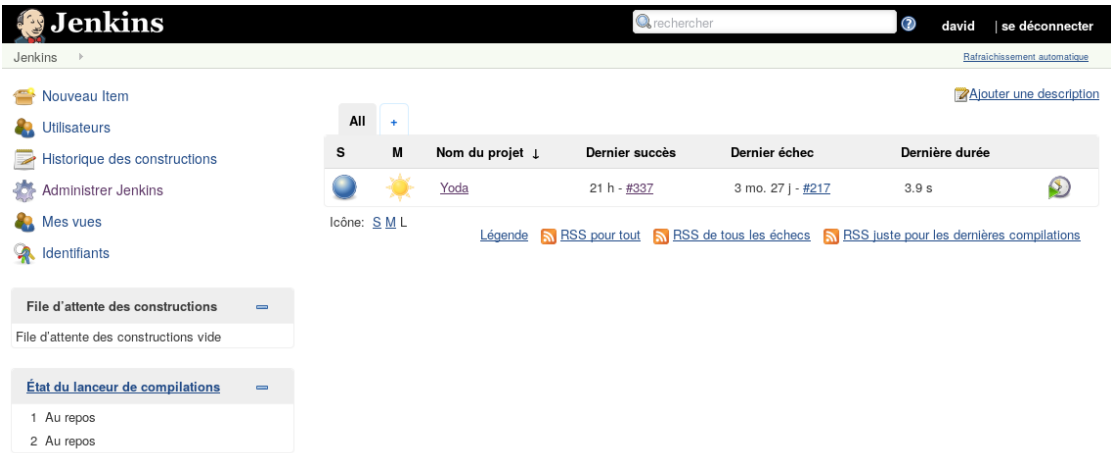 Jenkins
rechercher
david | se déconnecter
Jenkins
Rafraîchissement automatique
Nouveau Item
Utilisateurs
Historique des constructions
Administrer Jenkins
Mes vues
Identifiants
File d'attente des constructions
File d'attente des constructions vide
État du lanceur de compilations
1 Au repos
2 Au repos
Ajouter une description
All +
S M Nom du projet ↓ Dernier succès Dernier échec Dernière durée
Yoda 21 h - #337 3 mo. 27 j - #217 3.9 s
Icône: S M L
Légende RSS pour tout RSS de tous les échecs RSS juste pour les dernières compilations